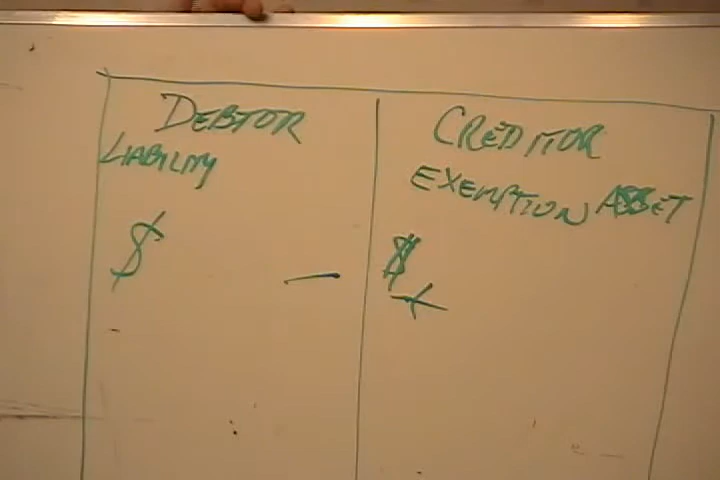 DEBTOR
LIABILITY
$ -
CREDITOR
EXEMPTION ASSET
$
+